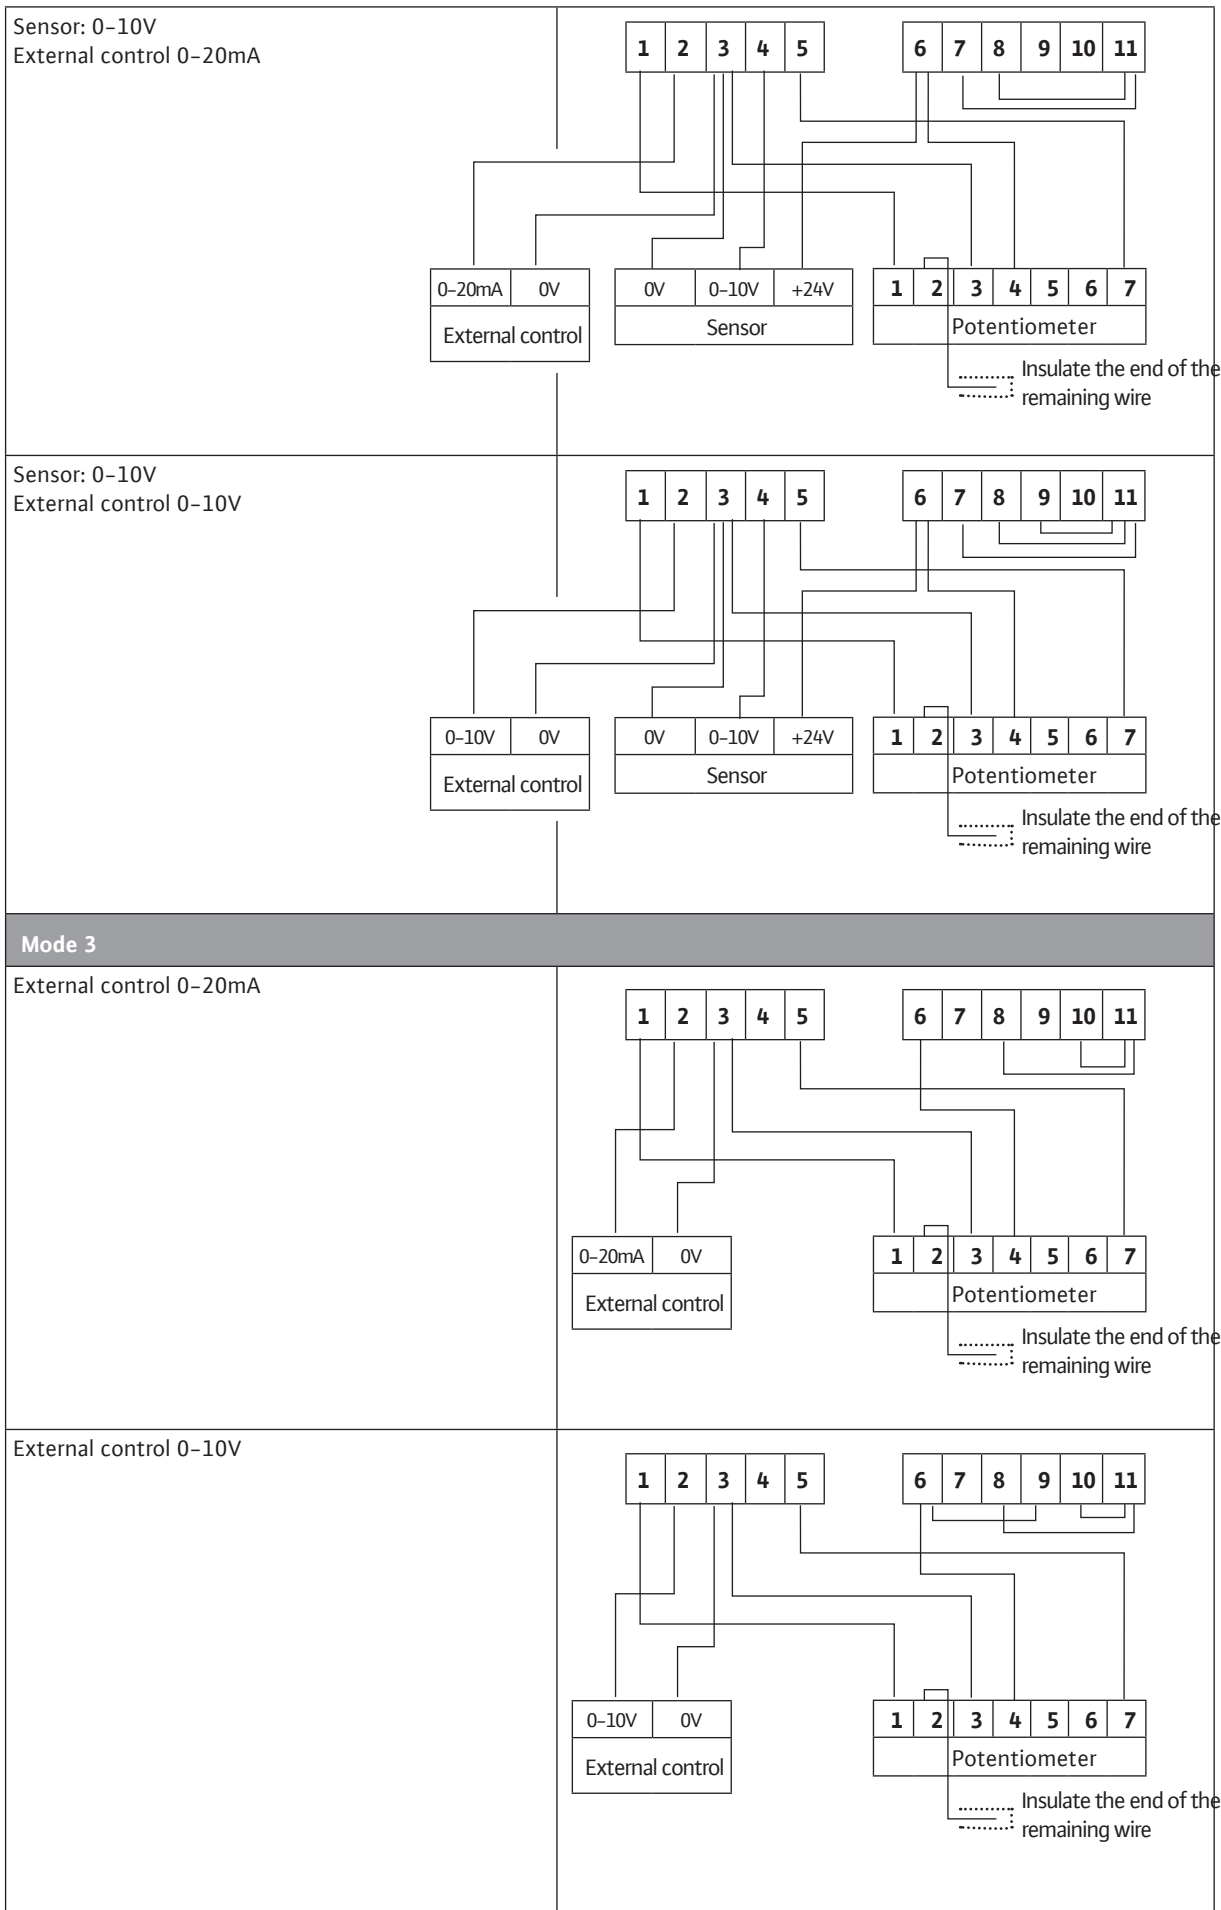 Sensor: 0–10V
External control 0–20mA
1 2 3 4 5 6 7 8 9 10 11
0–20mA 0V 0V 0–10V +24V 1 2 3 4 5 6 7
External control Sensor Potentiometer
Insulate the end of the
remaining wire
Sensor: 0–10V
External control 0–10V
1 2 3 4 5 6 7 8 9 10 11
0–10V 0V 0V 0–10V +24V 1 2 3 4 5 6 7
External control Sensor Potentiometer
Insulate the end of the
remaining wire
Mode 3
External control 0–20mA
1 2 3 4 5 6 7 8 9 10 11
0–20mA 0V 1 2 3 4 5 6 7
External control Potentiometer
Insulate the end of the
remaining wire
External control 0–10V
1 2 3 4 5 6 7 8 9 10 11
0–10V 0V 1 2 3 4 5 6 7
External control Potentiometer
Insulate the end of the
remaining wire